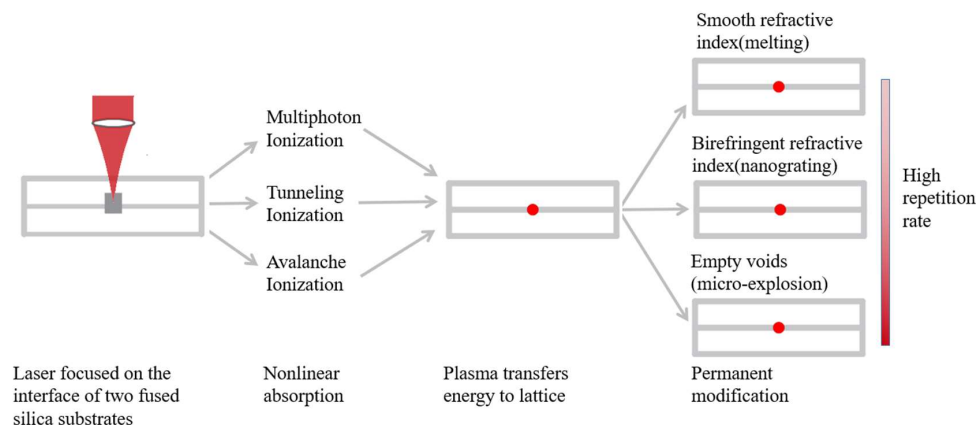 Smooth refractive
index(melting)
Multiphoton
Ionization
Birefringent refractive
index(nanograting)
High
repetition
rate
Tunneling
Ionization
Avalanche
Ionization
Empty voids
(micro-explosion)
Laser focused on the
interface of two fused
silica substrates
Nonlinear
absorption
Plasma transfers
energy to lattice
Permanent
modification